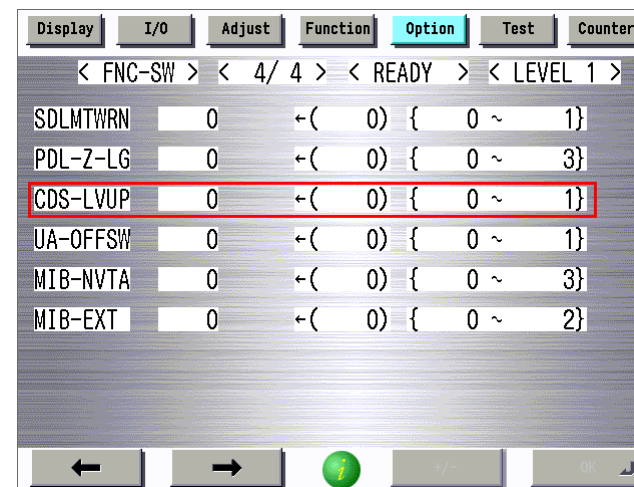 Display I/O Adjust Function Option Test Counter
< FNC-SW > < 4/ 4 > < READY > < LEVEL 1 >
SDLMTWRN 0 ←( 0) { 0 ~ 1}
PDL-Z-LG 0 ←( 0) { 0 ~ 3}
CDS-LVUP 0 ←( 0) { 0 ~ 1}
UA-OFFSW 0 ←( 0) { 0 ~ 1}
MIB-NVTA 0 ←( 0) { 0 ~ 3}
MIB-EXT 0 ←( 0) { 0 ~ 2}
← → i +/- OK